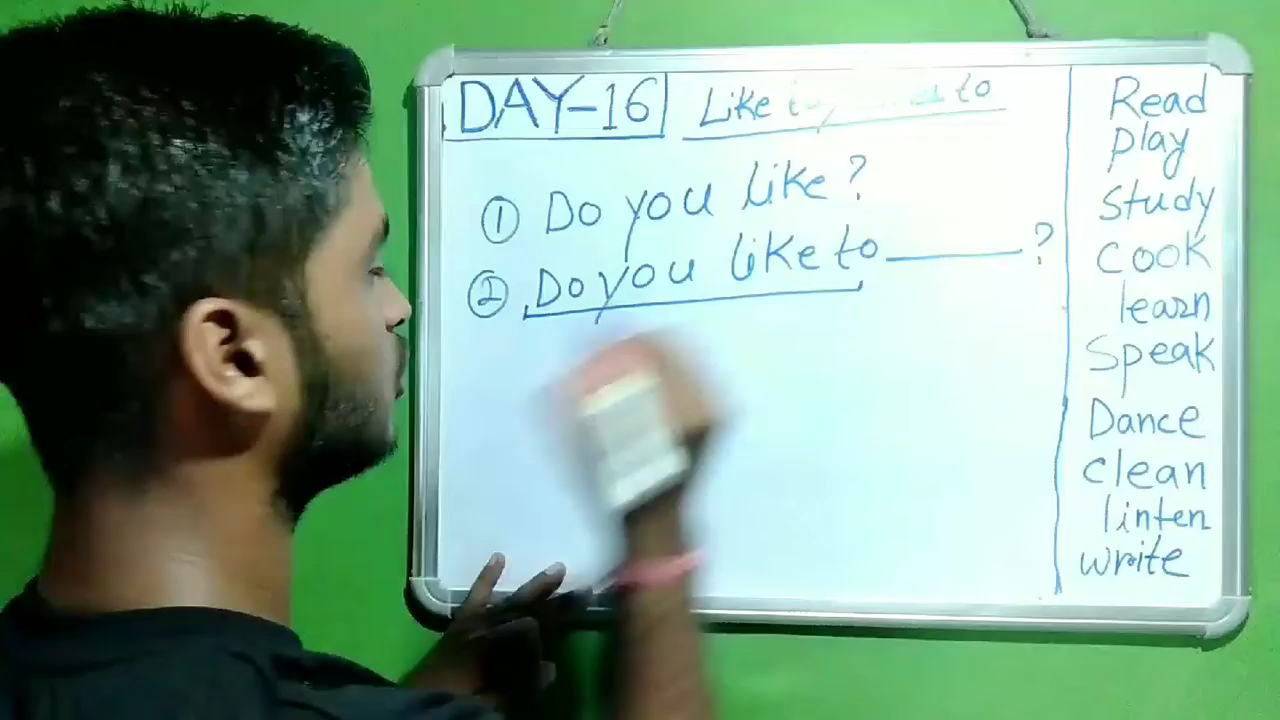 DAY-16
Like to to
① Do you like?
② Do you like to ______?
Read
play
Study
cook
learn
Speak
Dance
clean
linten
write